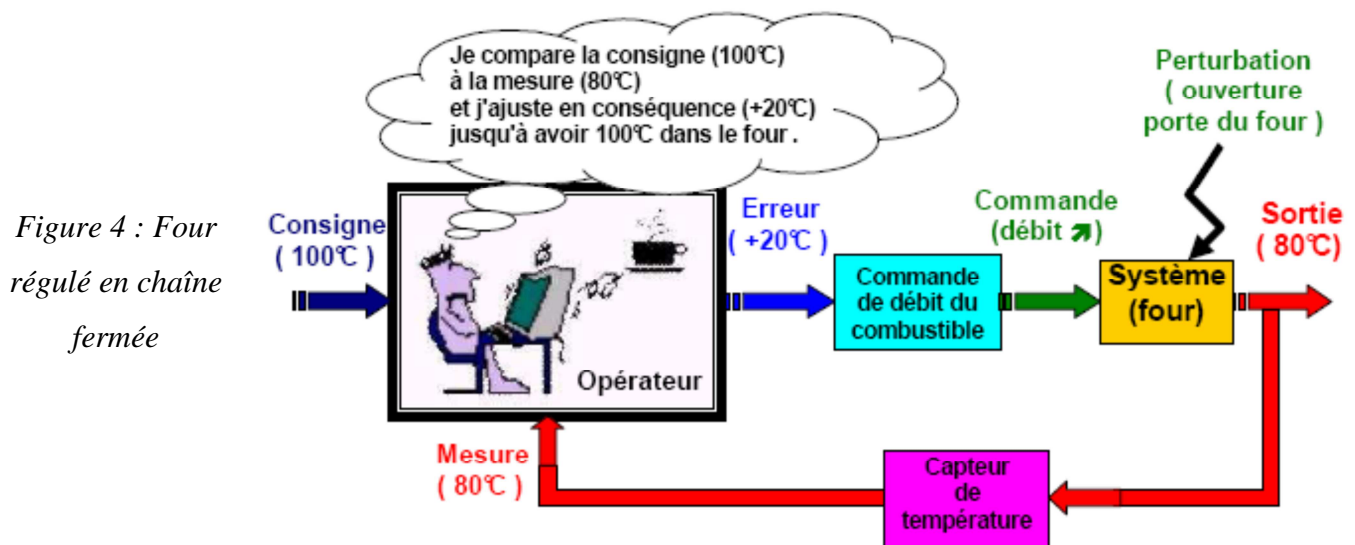 Je compare la consigne (100℃)
à la mesure (80℃)
et j'ajuste en conséquence (+20℃)
jusqu'à avoir 100℃ dans le four .
Perturbation
( ouverture
porte du four )
Figure 4 : Four
régulé en chaîne
fermée
Consigne
( 100℃ )
Opérateur
Erreur
( +20℃ )
Commande
de débit du
combustible
Commande
(débit ↗)
Système
(four)
Sortie
( 80℃)
Mesure
( 80℃ )
Capteur
de
température